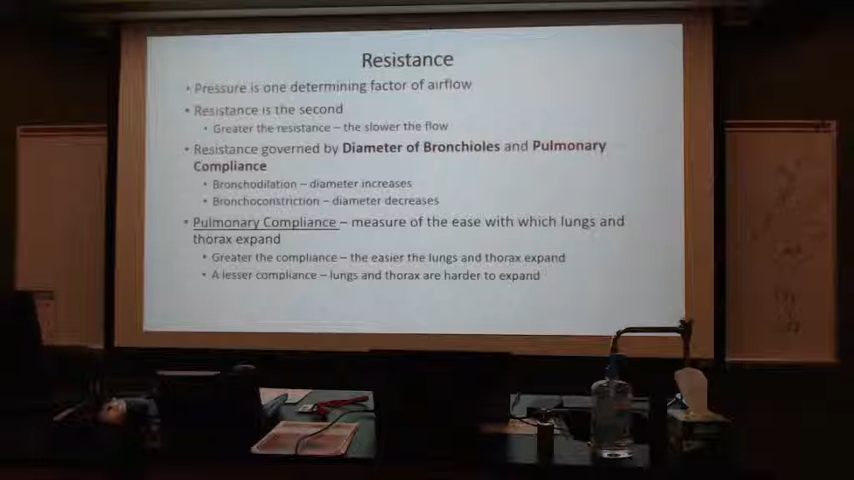 Resistance
• Pressure is one determining factor of airflow
• Resistance is the second
• Greater the resistance – the slower the flow
• Resistance governed by Diameter of Bronchioles and Pulmonary
Compliance
• Bronchodilation – diameter increases
• Bronchoconstriction – diameter decreases
• Pulmonary Compliance – measure of the ease with which lungs and
thorax expand
• Greater the compliance – the easier the lungs and thorax expand
• A lesser compliance – lungs and thorax are harder to expand